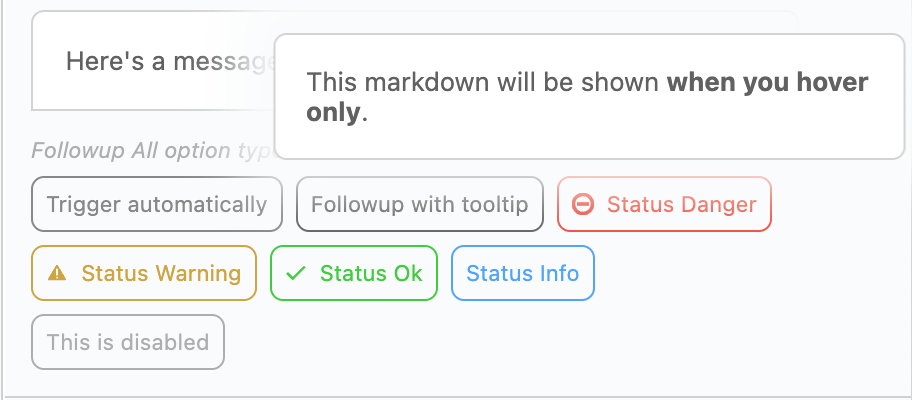 Here's a message
This markdown will be shown when you hover
only.
Followup All option type
Trigger automatically
Followup with tooltip
Status Danger
Status Warning
Status Ok
Status Info
This is disabled